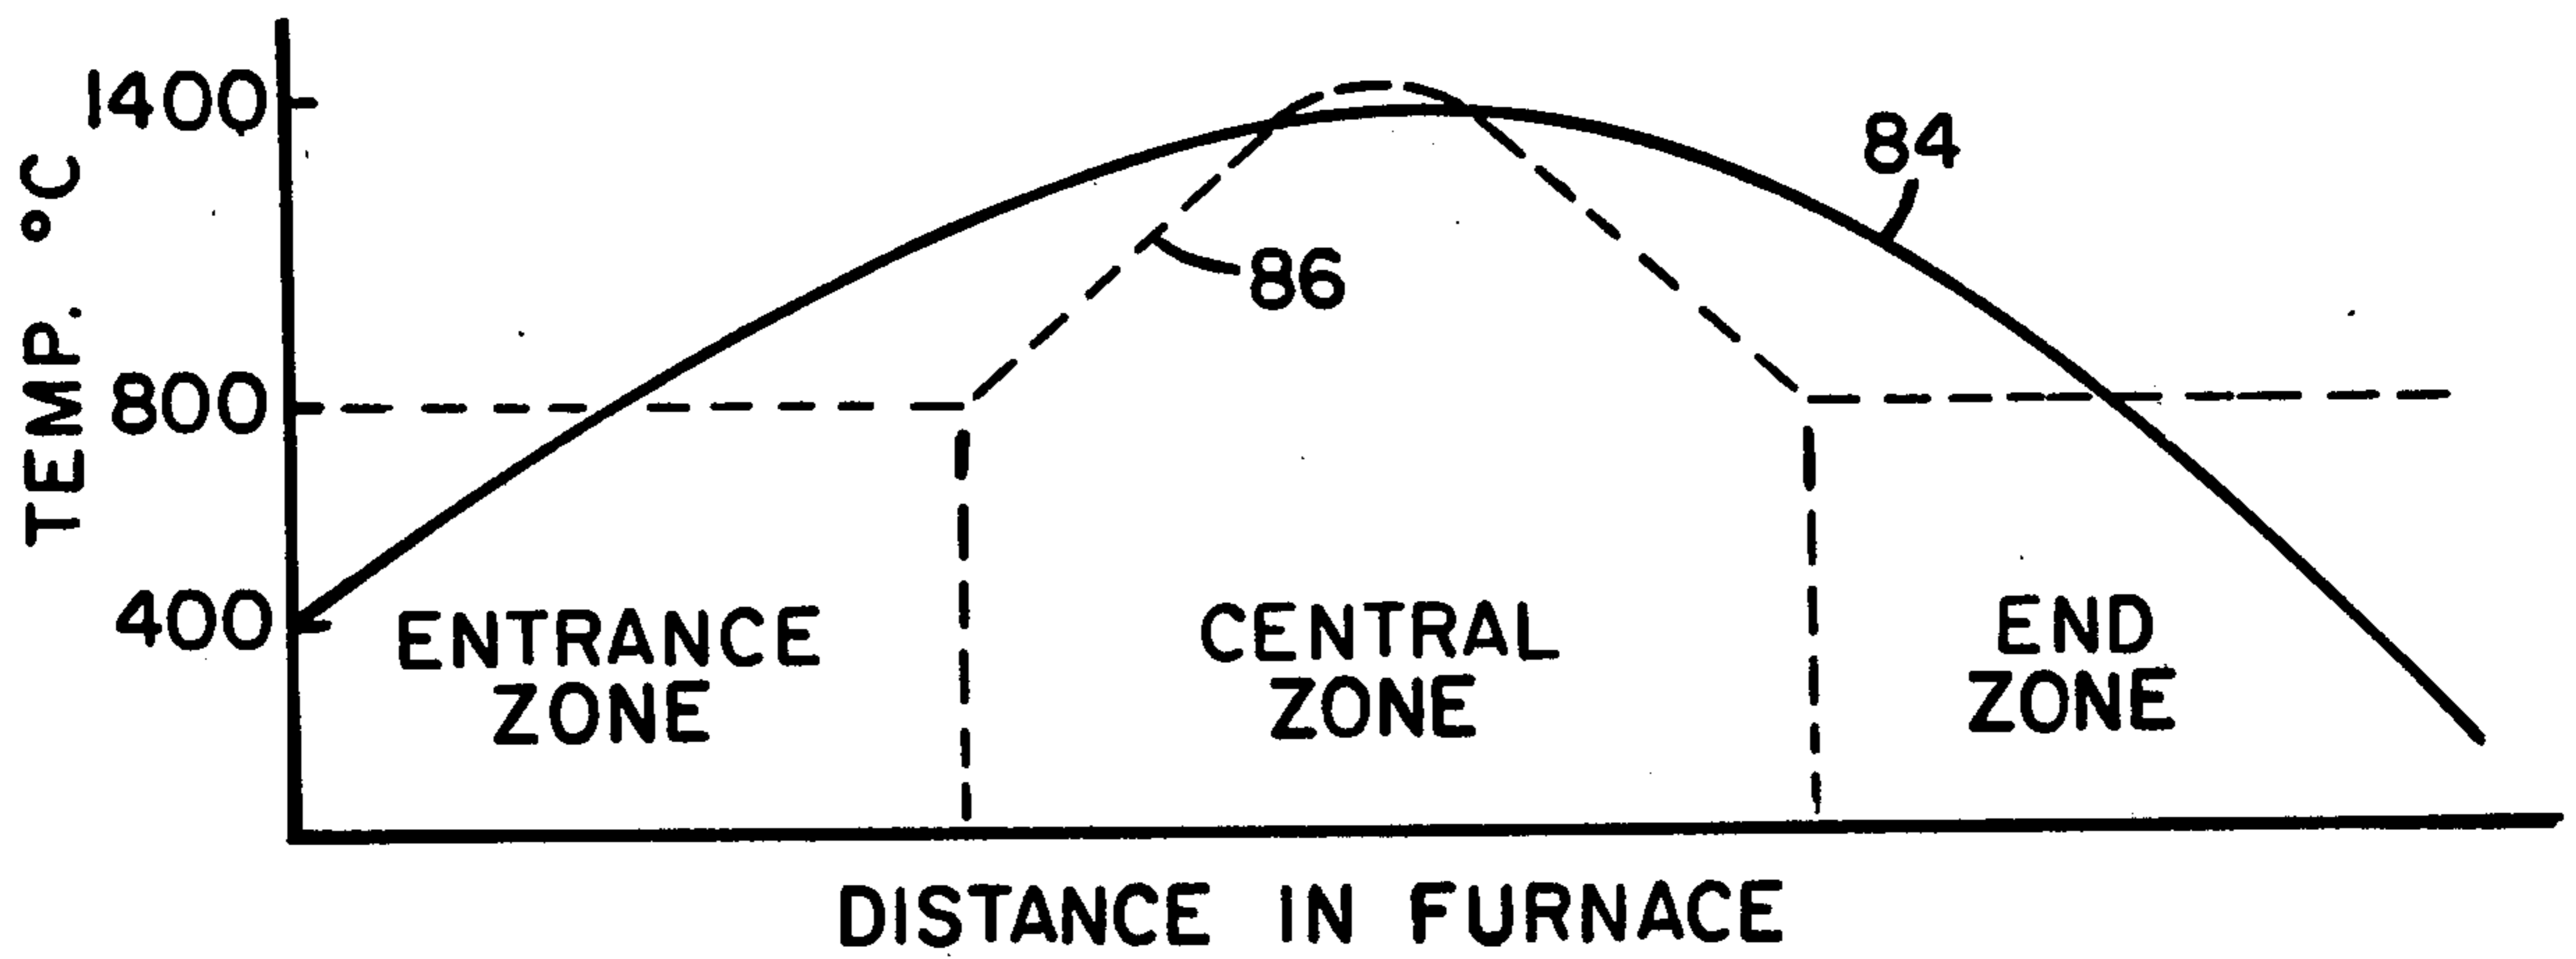 1400
84
TEMP. °C
86
800
400
ENTRANCE
ZONE
CENTRAL
ZONE
END
ZONE
DISTANCE IN FURNACE